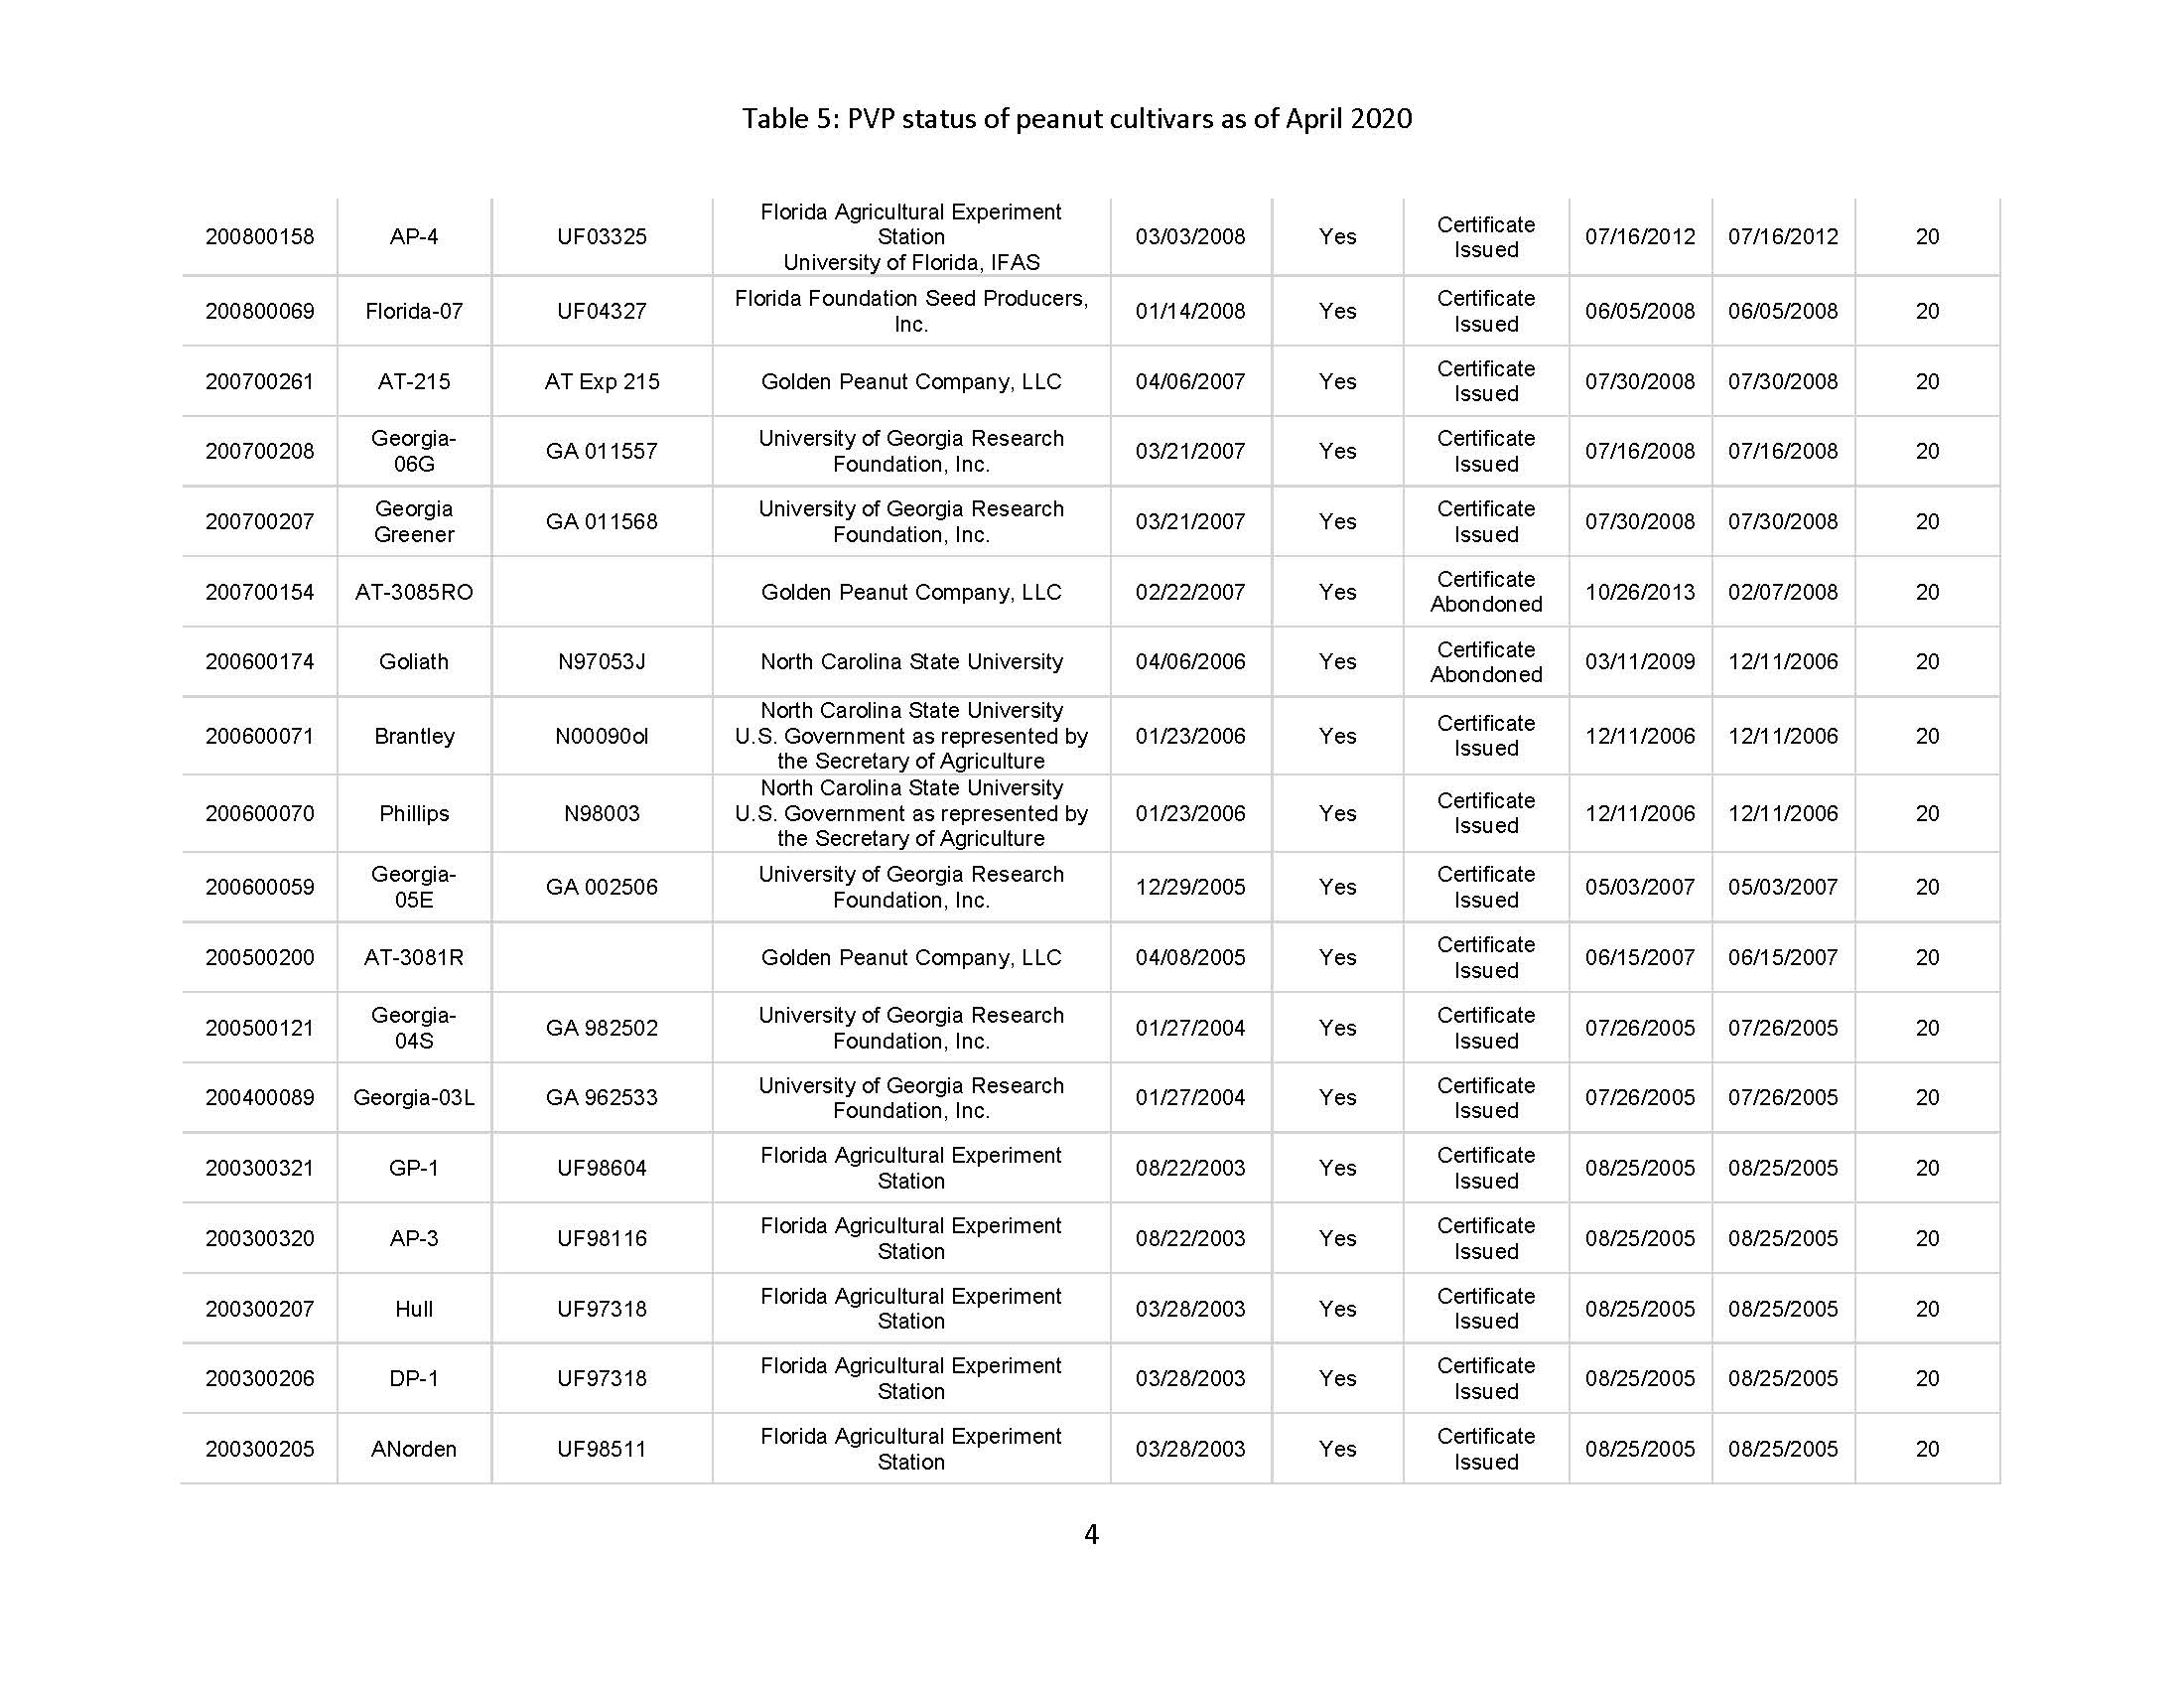 Table 5: PVP status of peanut cultivars as of April 2020
200800158 AP-4 UF03325 Florida Agricultural Experiment Station University of Florida, IFAS 03/03/2008 Yes Certificate Issued 07/16/2012 07/16/2012 20
200800069 Florida-07 UF04327 Florida Foundation Seed Producers, Inc. 01/14/2008 Yes Certificate Issued 06/05/2008 06/05/2008 20
200700261 AT-215 AT Exp 215 Golden Peanut Company, LLC 04/06/2007 Yes Certificate Issued 07/30/2008 07/30/2008 20
200700208 Georgia-06G GA 011557 University of Georgia Research Foundation, Inc. 03/21/2007 Yes Certificate Issued 07/16/2008 07/16/2008 20
200700207 Georgia Greener GA 011568 University of Georgia Research Foundation, Inc. 03/21/2007 Yes Certificate Issued 07/30/2008 07/30/2008 20
200700154 AT-3085RO Golden Peanut Company, LLC 02/22/2007 Yes Certificate Abondoned 10/26/2013 02/07/2008 20
200600174 Goliath N97053J North Carolina State University 04/06/2006 Yes Certificate Abondoned 03/11/2009 12/11/2006 20
200600071 Brantley N00090ol North Carolina State University U.S. Government as represented by the Secretary of Agriculture 01/23/2006 Yes Certificate Issued 12/11/2006 12/11/2006 20
200600070 Phillips N98003 North Carolina State University U.S. Government as represented by the Secretary of Agriculture 01/23/2006 Yes Certificate Issued 12/11/2006 12/11/2006 20
200600059 Georgia-05E GA 002506 University of Georgia Research Foundation, Inc. 12/29/2005 Yes Certificate Issued 05/03/2007 05/03/2007 20
200500200 AT-3081R Golden Peanut Company, LLC 04/08/2005 Yes Certificate Issued 06/15/2007 06/15/2007 20
200500121 Georgia-04S GA 982502 University of Georgia Research Foundation, Inc. 01/27/2004 Yes Certificate Issued 07/26/2005 07/26/2005 20
200400089 Georgia-03L GA 962533 University of Georgia Research Foundation, Inc. 01/27/2004 Yes Certificate Issued 07/26/2005 07/26/2005 20
200300321 GP-1 UF98604 Florida Agricultural Experiment Station 08/22/2003 Yes Certificate Issued 08/25/2005 08/25/2005 20
200300320 AP-3 UF98116 Florida Agricultural Experiment Station 08/22/2003 Yes Certificate Issued 08/25/2005 08/25/2005 20
200300207 Hull UF97318 Florida Agricultural Experiment Station 03/28/2003 Yes Certificate Issued 08/25/2005 08/25/2005 20
200300206 DP-1 UF97318 Florida Agricultural Experiment Station 03/28/2003 Yes Certificate Issued 08/25/2005 08/25/2005 20
200300205 ANorden UF98511 Florida Agricultural Experiment Station 03/28/2003 Yes Certificate Issued 08/25/2005 08/25/2005 20
4